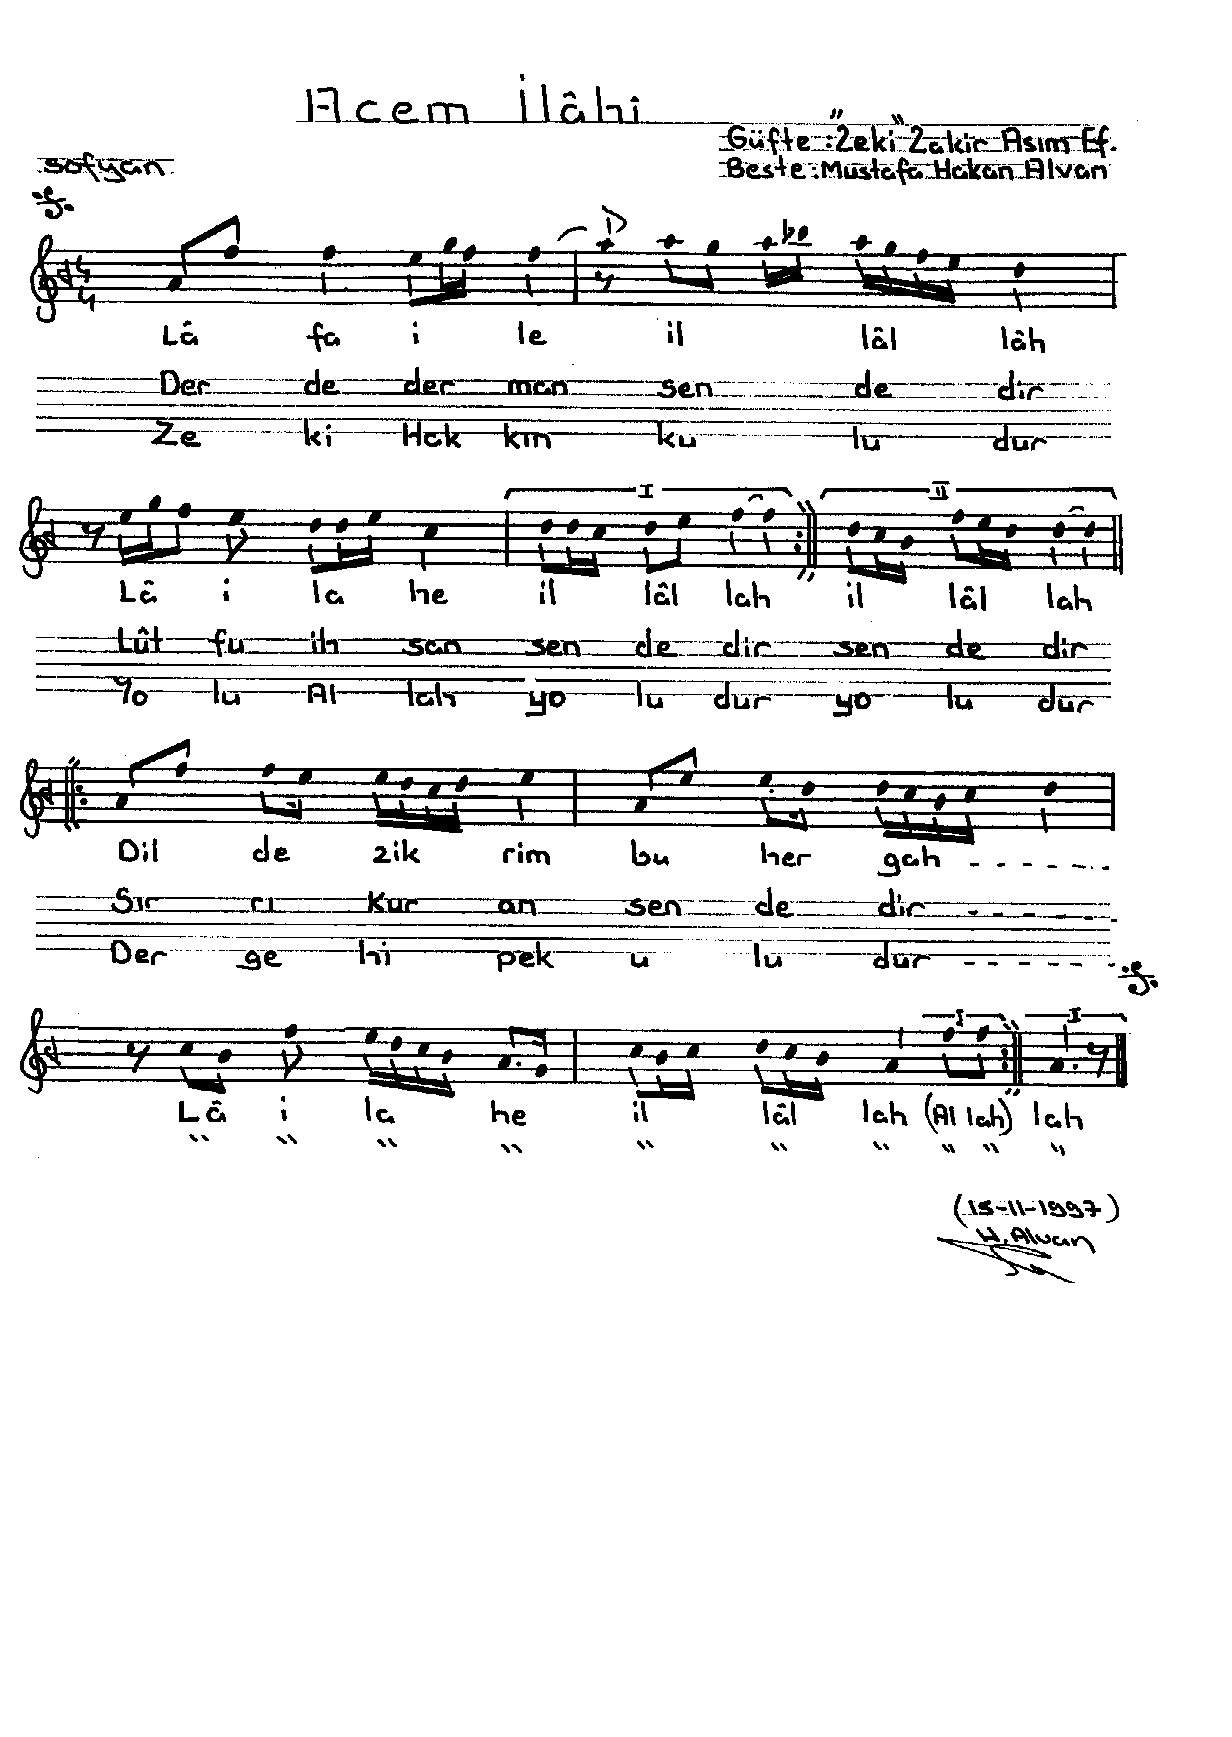 Acem İlâhi
Güfte : "Zeki" Zakir Asım Ef.
sofyan
Beste : Mustafa Hakan Alvan
4
4
Lâ fa i le il lâl lâh
Der de der man sen de dir
Ze ki Hak kın ku lu dur
I II
Lâ i la he il lâl lah il lâl lah
Lût fu ih san sen de dir sen de dir
Yo lu Al lah yo lu dur yo lu dur
Dil de zik rim bu her gah - - - - - -
Sır rı Kur an sen de dir - - - - - -
Der ge hi pek u lu dur - - - - - -
I I
Lâ i la he il lâl lah (Al lah) lah
" " " " " " " " " "
(15-11-1997)
H. Alvan